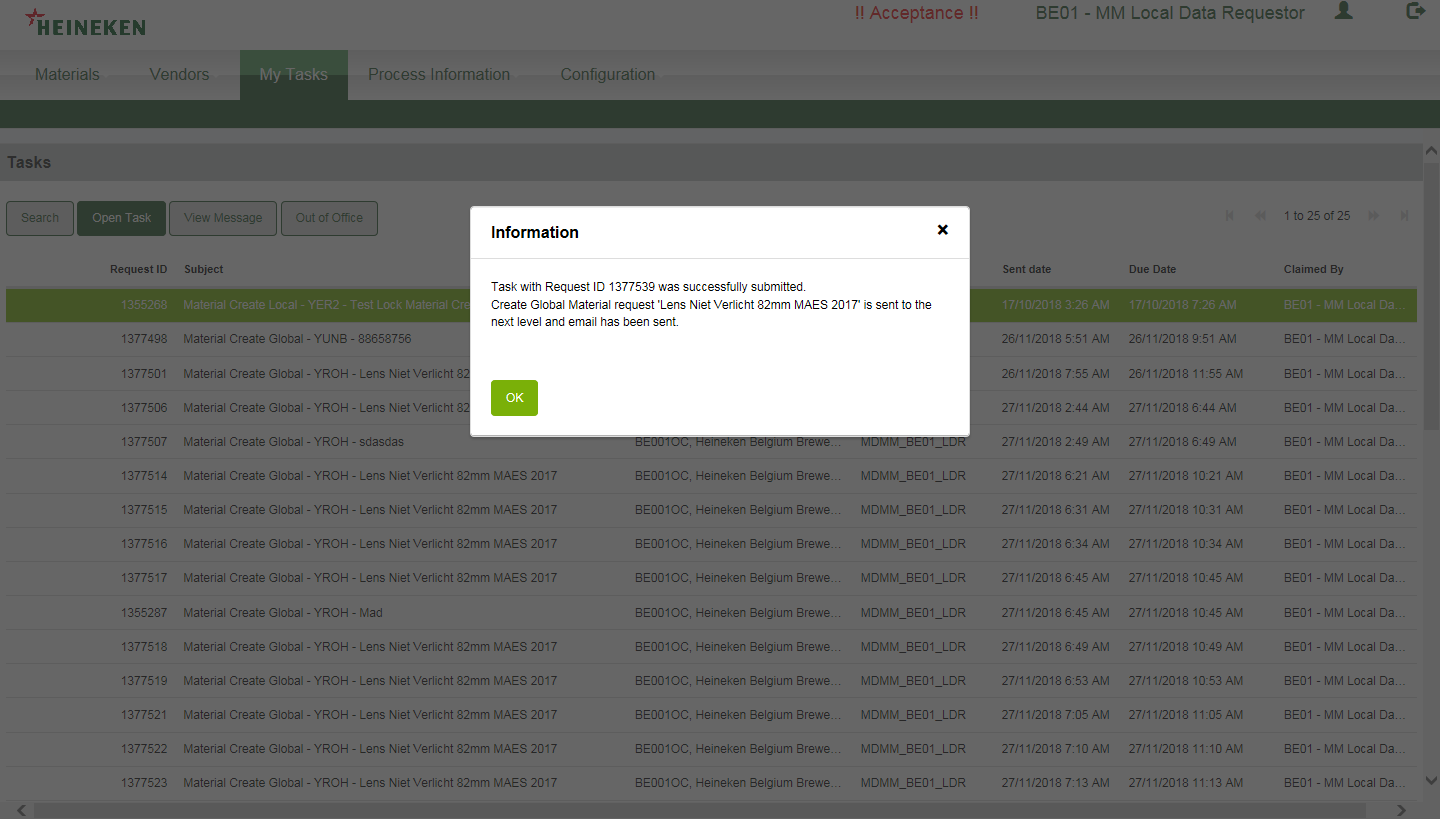 HEINEKEN
!! Acceptance !! BE01 - MM Local Data Requestor
Materials Vendors My Tasks Process Information Configuration
Tasks
Search Open Task View Message Out of Office 1 to 25 of 25
Request ID Subject Sent date Due Date Claimed By
Information
Task with Request ID 1377539 was successfully submitted.
Create Global Material request 'Lens Niet Verlicht 82mm MAES 2017' is sent to the
next level and email has been sent.
OK
1355268 Material Create Local - YER2 - Test Lock Material Cre 17/10/2018 3:26 AM 17/10/2018 7:26 AM BE01 - MM Local Da...
1377498 Material Create Global - YUNB - 88658756 26/11/2018 5:51 AM 26/11/2018 9:51 AM BE01 - MM Local Da...
1377501 Material Create Global - YROH - Lens Niet Verlicht 82 26/11/2018 7:55 AM 26/11/2018 11:55 AM BE01 - MM Local Da...
1377506 Material Create Global - YROH - Lens Niet Verlicht 82 27/11/2018 2:44 AM 27/11/2018 6:44 AM BE01 - MM Local Da...
1377507 Material Create Global - YROH - sdasdas BE001OC, Heineken Belgium Brewe... MDMM_BE01_LDR 27/11/2018 2:49 AM 27/11/2018 6:49 AM BE01 - MM Local Da...
1377514 Material Create Global - YROH - Lens Niet Verlicht 82mm MAES 2017 BE001OC, Heineken Belgium Brewe... MDMM_BE01_LDR 27/11/2018 6:21 AM 27/11/2018 10:21 AM BE01 - MM Local Da...
1377515 Material Create Global - YROH - Lens Niet Verlicht 82mm MAES 2017 BE001OC, Heineken Belgium Brewe... MDMM_BE01_LDR 27/11/2018 6:31 AM 27/11/2018 10:31 AM BE01 - MM Local Da...
1377516 Material Create Global - YROH - Lens Niet Verlicht 82mm MAES 2017 BE001OC, Heineken Belgium Brewe... MDMM_BE01_LDR 27/11/2018 6:34 AM 27/11/2018 10:34 AM BE01 - MM Local Da...
1377517 Material Create Global - YROH - Lens Niet Verlicht 82mm MAES 2017 BE001OC, Heineken Belgium Brewe... MDMM_BE01_LDR 27/11/2018 6:45 AM 27/11/2018 10:45 AM BE01 - MM Local Da...
1355287 Material Create Global - YROH - Mad BE001OC, Heineken Belgium Brewe... MDMM_BE01_LDR 27/11/2018 6:45 AM 27/11/2018 10:45 AM BE01 - MM Local Da...
1377518 Material Create Global - YROH - Lens Niet Verlicht 82mm MAES 2017 BE001OC, Heineken Belgium Brewe... MDMM_BE01_LDR 27/11/2018 6:49 AM 27/11/2018 10:49 AM BE01 - MM Local Da...
1377519 Material Create Global - YROH - Lens Niet Verlicht 82mm MAES 2017 BE001OC, Heineken Belgium Brewe... MDMM_BE01_LDR 27/11/2018 6:53 AM 27/11/2018 10:53 AM BE01 - MM Local Da...
1377521 Material Create Global - YROH - Lens Niet Verlicht 82mm MAES 2017 BE001OC, Heineken Belgium Brewe... MDMM_BE01_LDR 27/11/2018 7:05 AM 27/11/2018 11:05 AM BE01 - MM Local Da...
1377522 Material Create Global - YROH - Lens Niet Verlicht 82mm MAES 2017 BE001OC, Heineken Belgium Brewe... MDMM_BE01_LDR 27/11/2018 7:10 AM 27/11/2018 11:10 AM BE01 - MM Local Da...
1377523 Material Create Global - YROH - Lens Niet Verlicht 82mm MAES 2017 BE001OC, Heineken Belgium Brewe... MDMM_BE01_LDR 27/11/2018 7:13 AM 27/11/2018 11:13 AM BE01 - MM Local Da...